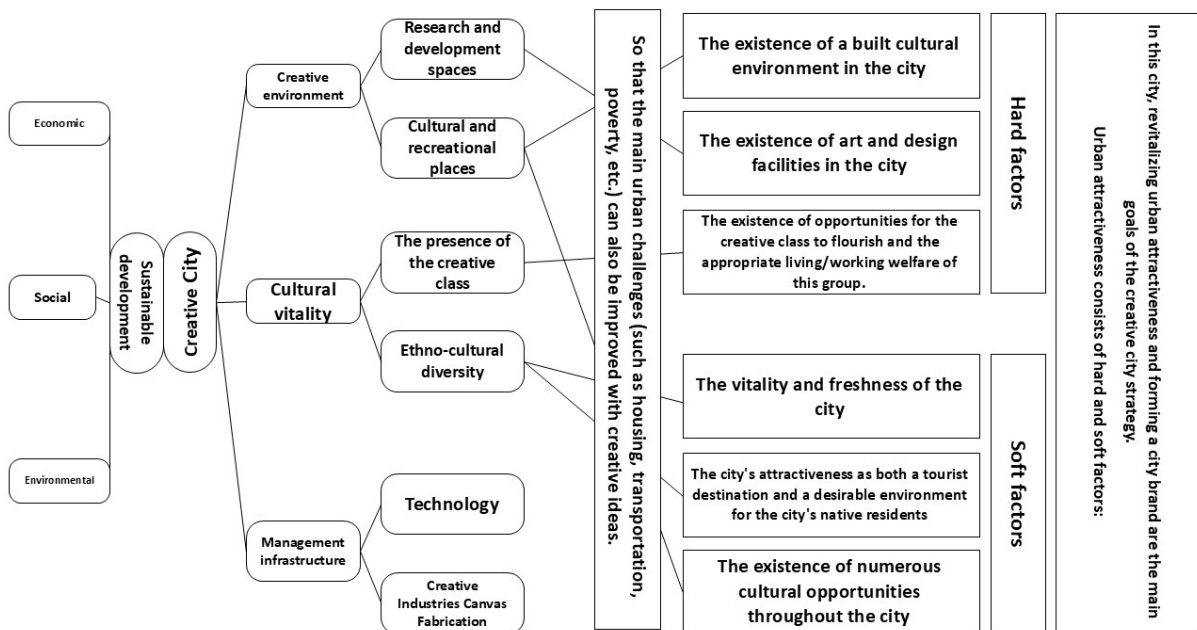 Economic
Social
Environmental
Sustainable
development
Creative City
Creative
environment
Cultural
vitality
Management
infrastructure
Research and
development
spaces
Cultural and
recreational
places
The presence of
the creative
class
Ethno-cultural
diversity
Technology
Creative
Industries Canvas
Fabrication
So that the main urban challenges (such as housing, transportation,
poverty, etc.) can also be improved with creative ideas.
The existence of a built cultural
environment in the city
The existence of art and design
facilities in the city
The existence of opportunities for the
creative class to flourish and the
appropriate living/working welfare of
this group.
The vitality and freshness of the
city
The city's attractiveness as both a tourist
destination and a desirable environment
for the city's native residents
The existence of numerous
cultural opportunities
throughout the city
Hard factors
Soft factors
In this city, revitalizing urban attractiveness and forming a city brand are the main
goals of the creative city strategy.
Urban attractiveness consists of hard and soft factors: